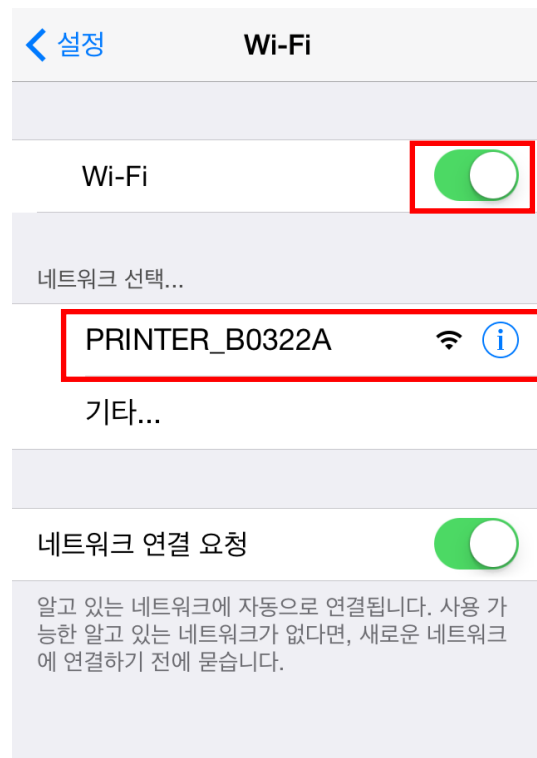 설정
Wi-Fi
Wi-Fi
네트워크 선택...
PRINTER_B0322A
기타...
네트워크 연결 요청
알고 있는 네트워크에 자동으로 연결됩니다. 사용 가
능한 알고 있는 네트워크가 없다면, 새로운 네트워크
에 연결하기 전에 묻습니다.